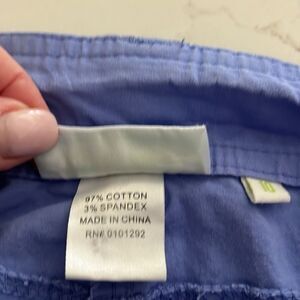 97% COTTON
3% SPANDEX
MADE IN CHINA
RN# 0101292